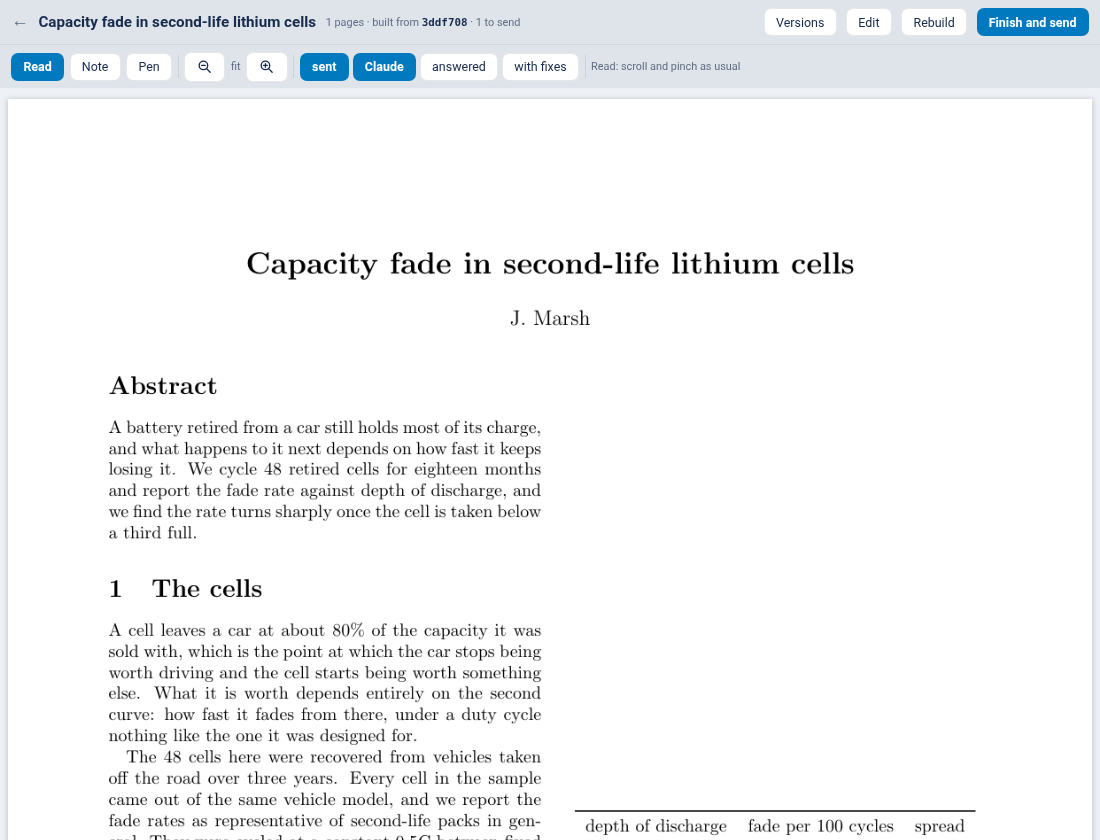 ← Capacity fade in second-life lithium cells 1 pages · built from 3ddf708 · 1 to send Versions Edit Rebuild Finish and send
Read Note Pen fit sent Claude answered with fixes Read: scroll and pinch as usual
Capacity fade in second-life lithium cells
J. Marsh
Abstract
A battery retired from a car still holds most of its charge,
and what happens to it next depends on how fast it keeps
losing it. We cycle 48 retired cells for eighteen months
and report the fade rate against depth of discharge, and
we find the rate turns sharply once the cell is taken below
a third full.
1 The cells
A cell leaves a car at about 80% of the capacity it was
sold with, which is the point at which the car stops being
worth driving and the cell starts being worth something
else. What it is worth depends entirely on the second
curve: how fast it fades from there, under a duty cycle
nothing like the one it was designed for.
The 48 cells here were recovered from vehicles taken
off the road over three years. Every cell in the sample
came out of the same vehicle model, and we report the
fade rates as representative of second-life packs in gen-
depth of discharge fade per 100 cycles spread